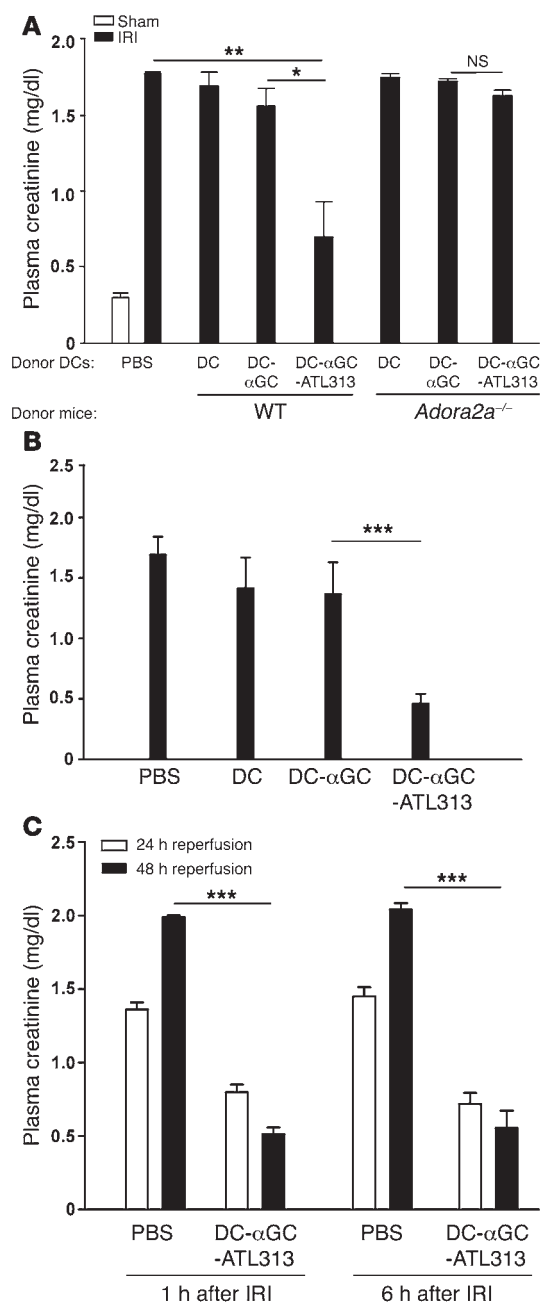 A
Sham
IRI
Plasma creatinine (mg/dl)
2.0
1.5
1.0
0.5
0
**
*
NS
Donor DCs:
PBS
DC
DC-
αGC
DC-αGC
-ATL313
DC
DC-
αGC
DC-αGC
-ATL313
Donor mice:
WT
Adora2a–/–
B
Plasma creatinine (mg/dl)
2.5
2.0
1.5
1.0
0.5
0
***
PBS
DC
DC-αGC
DC-αGC
-ATL313
C
24 h reperfusion
48 h reperfusion
Plasma creatinine (mg/dl)
2.5
2.0
1.5
1.0
0.5
0
***
***
PBS
DC-αGC
-ATL313
PBS
DC-αGC
-ATL313
1 h after IRI
6 h after IRI